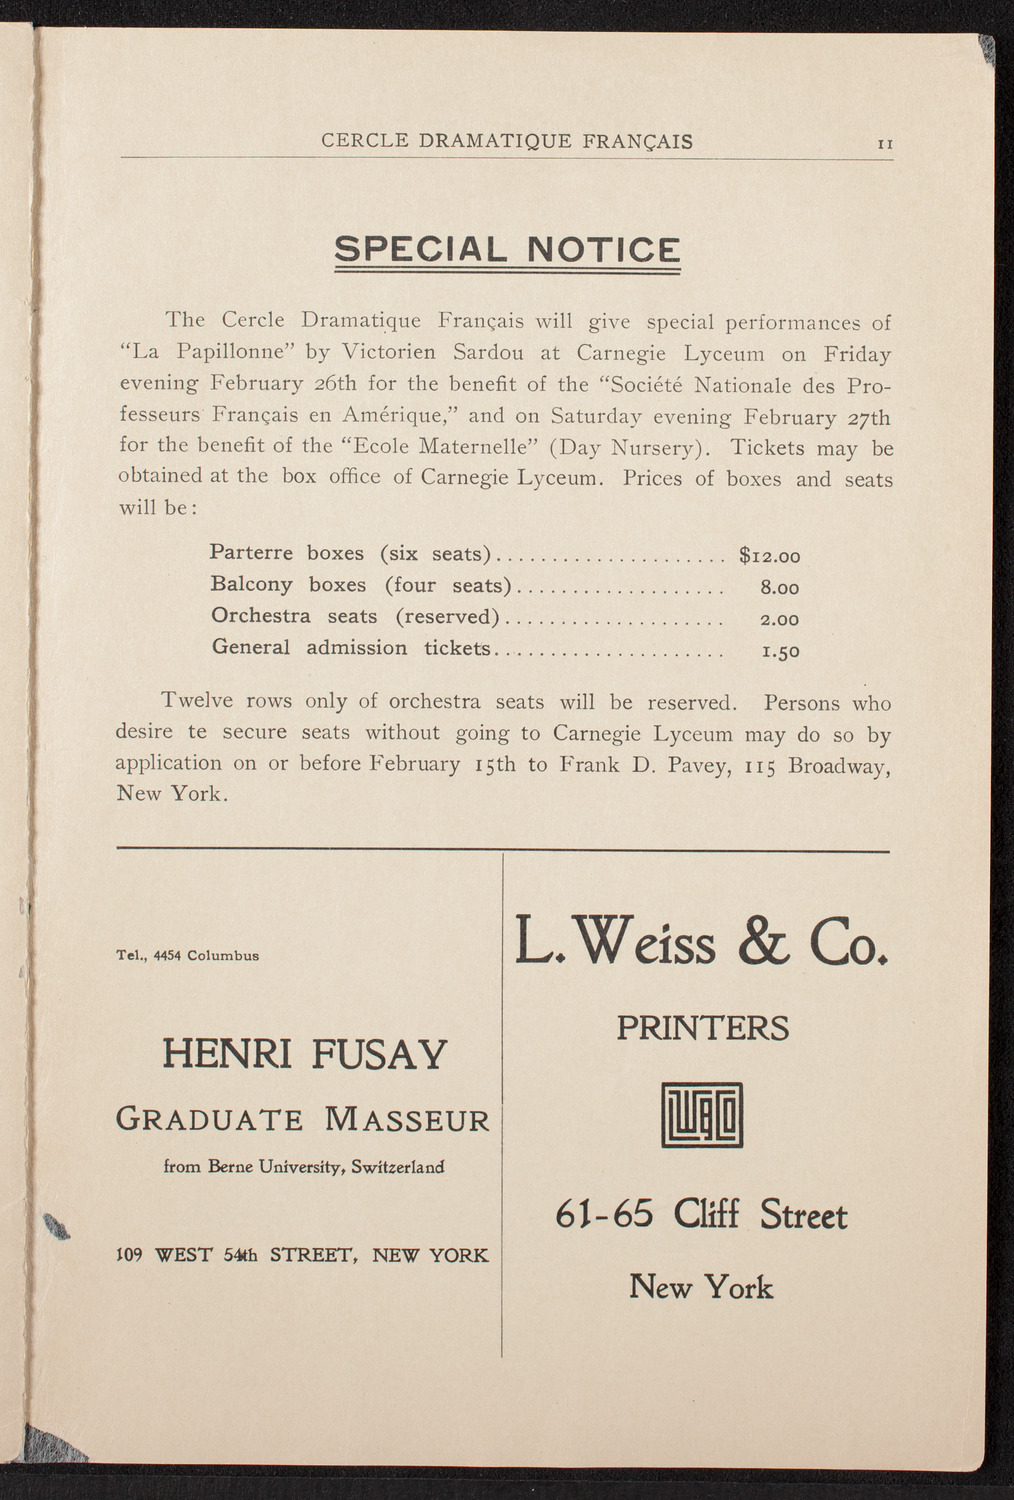 CERCLE DRAMATIQUE FRANÇAIS 11
SPECIAL NOTICE
The Cercle Dramatique Français will give special performances of
“La Papillonne” by Victorien Sardou at Carnegie Lyceum on Friday
evening February 26th for the benefit of the “Société Nationale des Pro-
fesseurs Français en Amérique,” and on Saturday evening February 27th
for the benefit of the “Ecole Maternelle” (Day Nursery). Tickets may be
obtained at the box office of Carnegie Lyceum. Prices of boxes and seats
will be:
Parterre boxes (six seats)..................... $12.00
Balcony boxes (four seats)................... 8.00
Orchestra seats (reserved).................... 2.00
General admission tickets..................... 1.50
Twelve rows only of orchestra seats will be reserved. Persons who
desire te secure seats without going to Carnegie Lyceum may do so by
application on or before February 15th to Frank D. Pavey, 115 Broadway,
New York.
Tel., 4454 Columbus
HENRI FUSAY
GRADUATE MASSEUR
from Berne University, Switzerland
109 WEST 54th STREET, NEW YORK
L. Weiss & Co.
PRINTERS
LW&CO
61-65 Cliff Street
New York